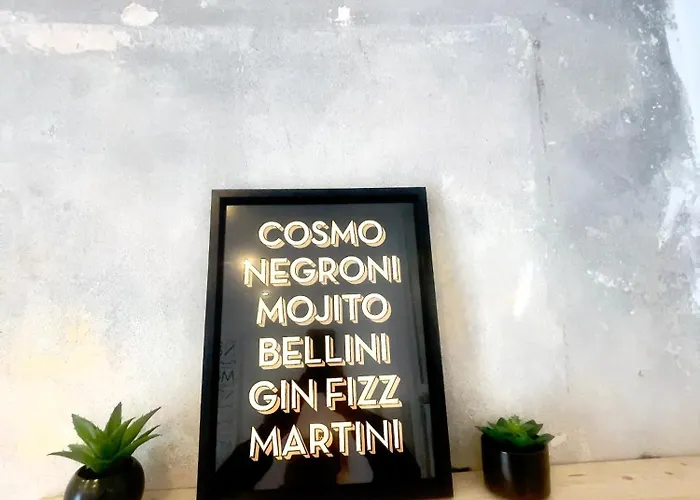 COSMO
NEGRONI
MOJITO
BELLINI
GIN FIZZ
MARTINI